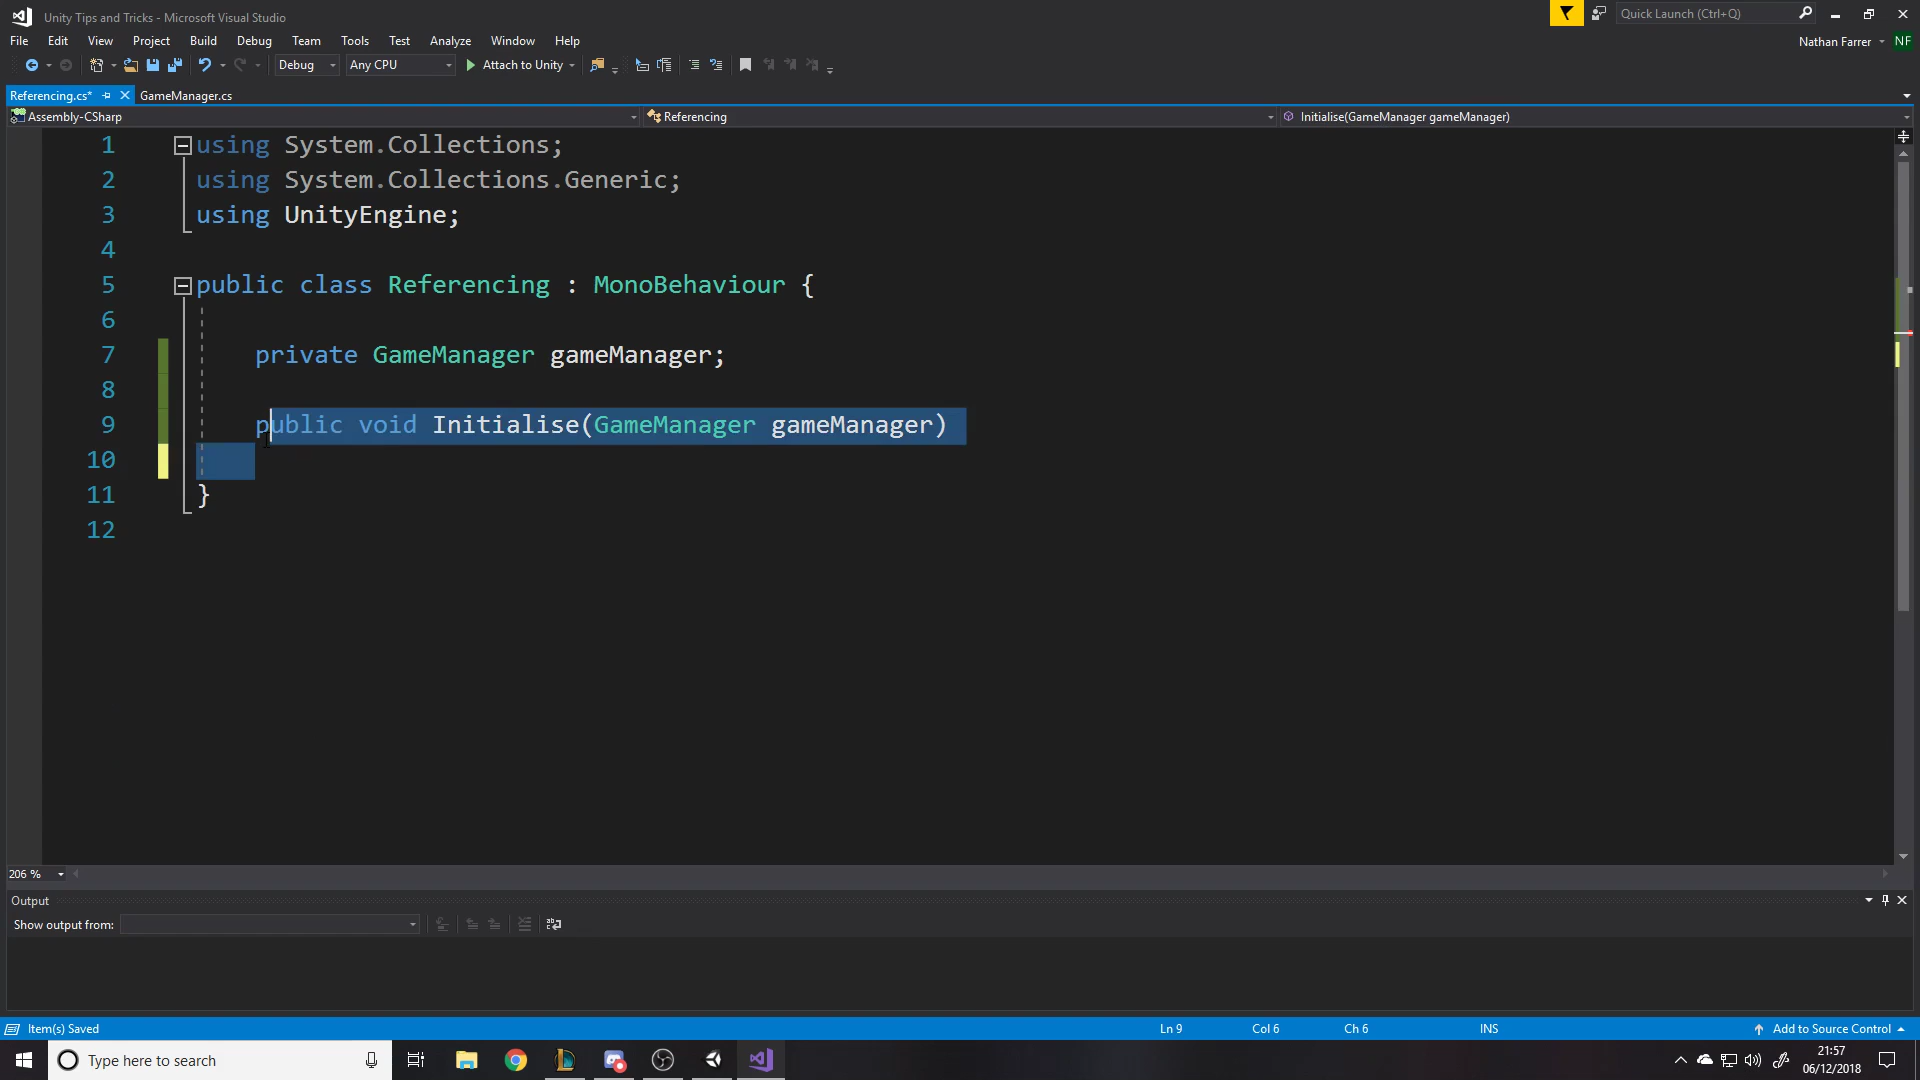 Unity Tips and Tricks - Microsoft Visual Studio
Quick Launch (Ctrl+Q)
File Edit View Project Build Debug Team Tools Test Analyze Window Help
Nathan Farrer NF
Debug Any CPU Attach to Unity
Referencing.cs* GameManager.cs
Assembly-CSharp Referencing Initialise(GameManager gameManager)
1 using System.Collections;
2 using System.Collections.Generic;
3 using UnityEngine;
4
5 public class Referencing : MonoBehaviour {
6
7 private GameManager gameManager;
8
9 public void Initialise(GameManager gameManager)
10
11 }
12
206 %
Output
Show output from:
Item(s) Saved Ln 9 Col 6 Ch 6 INS Add to Source Control
Type here to search
21:57
06/12/2018